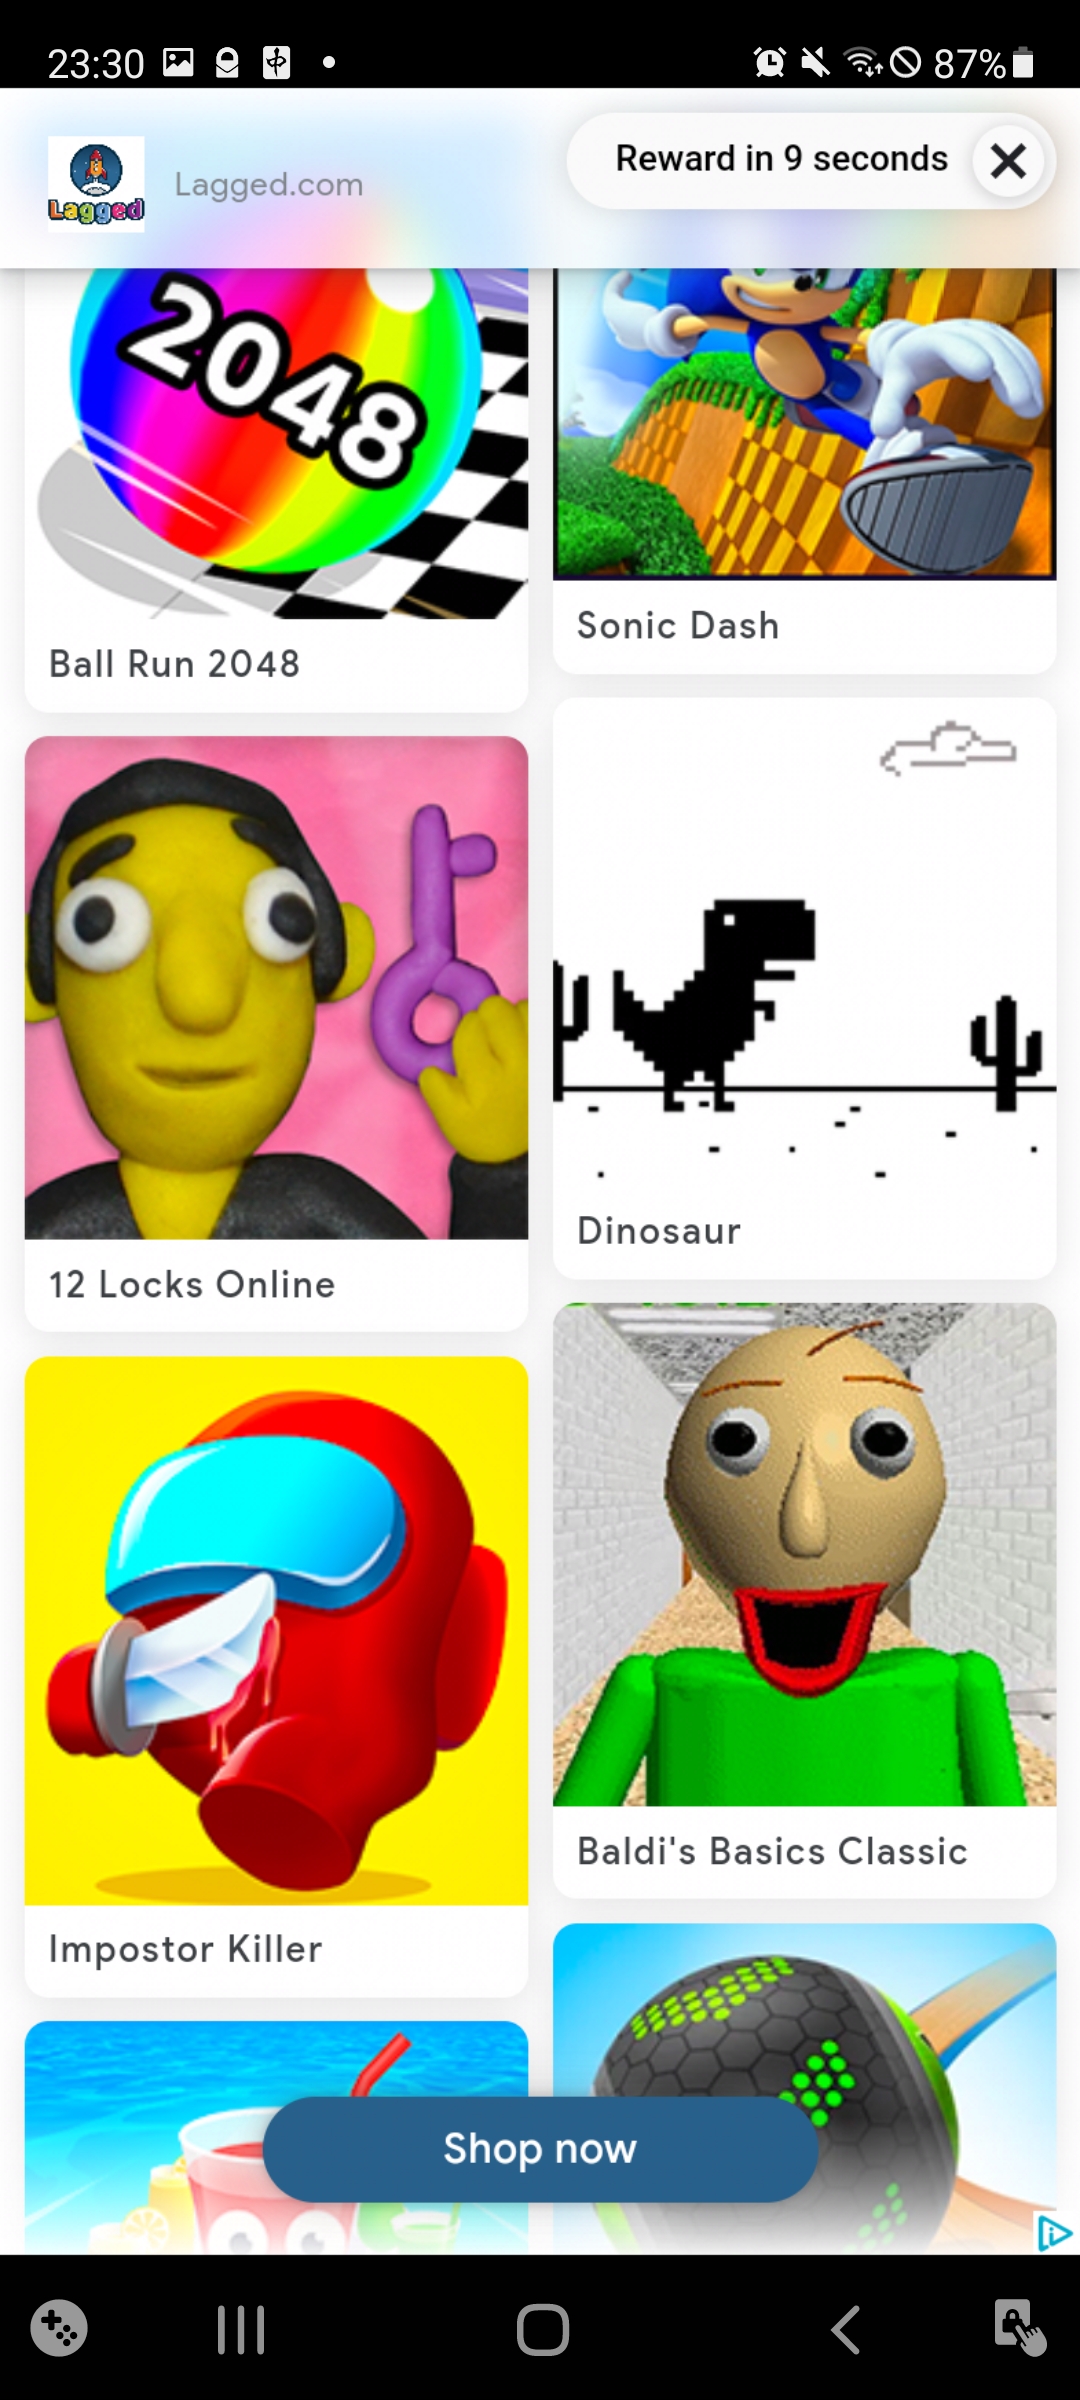 23:30
87%
Lagged
Lagged.com
Reward in 9 seconds
2048
Ball Run 2048
Sonic Dash
12 Locks Online
Dinosaur
Impostor Killer
Baldi's Basics Classic
Shop now